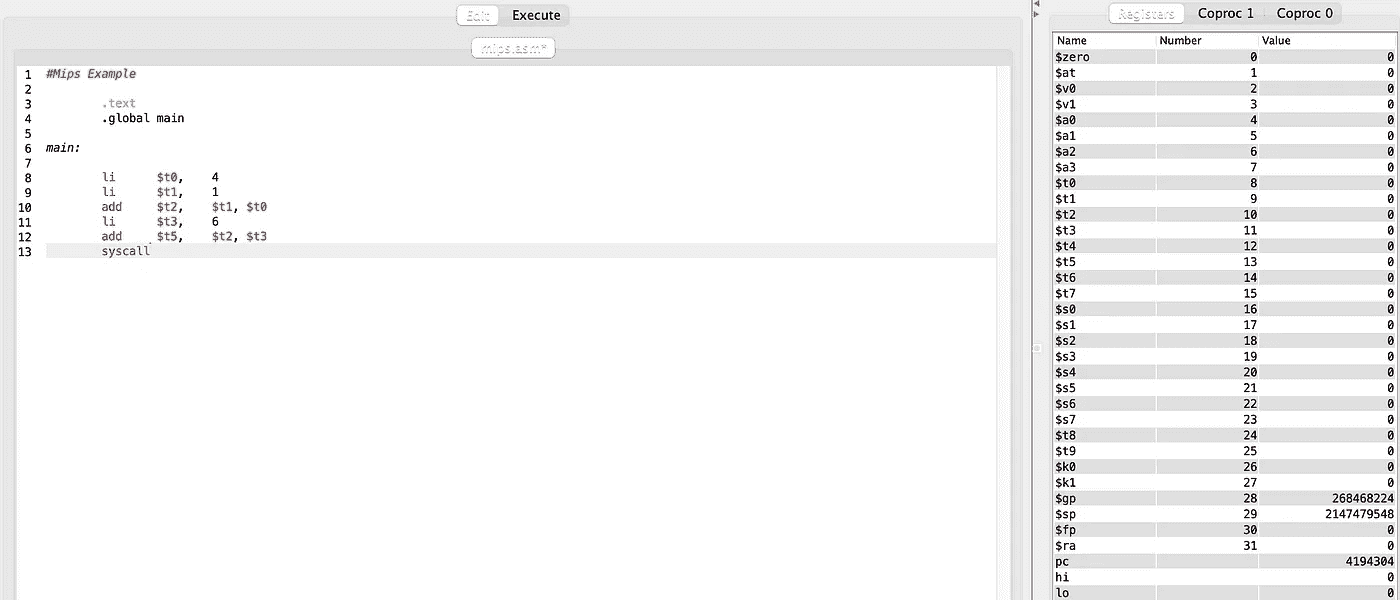 Edit Execute
mips.asm*
1 #Mips Example
2
3 .text
4 .global main
5
6 main:
7
8 li $t0, 4
9 li $t1, 1
10 add $t2, $t1, $t0
11 li $t3, 6
12 add $t5, $t2, $t3
13 syscall
Registers Coproc 1 Coproc 0
Name Number Value
$zero 0 0
$at 1 0
$v0 2 0
$v1 3 0
$a0 4 0
$a1 5 0
$a2 6 0
$a3 7 0
$t0 8 0
$t1 9 0
$t2 10 0
$t3 11 0
$t4 12 0
$t5 13 0
$t6 14 0
$t7 15 0
$s0 16 0
$s1 17 0
$s2 18 0
$s3 19 0
$s4 20 0
$s5 21 0
$s6 22 0
$s7 23 0
$t8 24 0
$t9 25 0
$k0 26 0
$k1 27 0
$gp 28 268468224
$sp 29 2147479548
$fp 30 0
$ra 31 0
pc 4194304
hi 0
lo 0